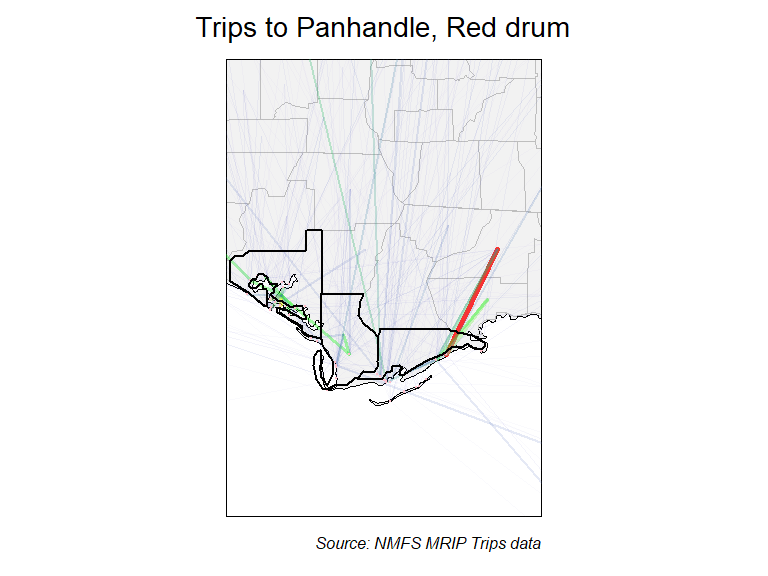 Trips to Panhandle, Red drum
Source: NMFS MRIP Trips data